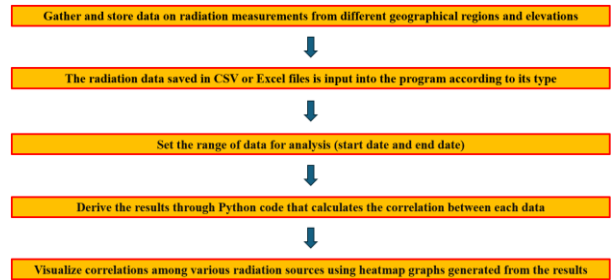 Gather and store data on radiation measurements from different geographical regions and elevations
The radiation data saved in CSV or Excel files is input into the program according to its type
Set the range of data for analysis (start date and end date)
Derive the results through Python code that calculates the correlation between each data
Visualize correlations among various radiation sources using heatmap graphs generated from the results